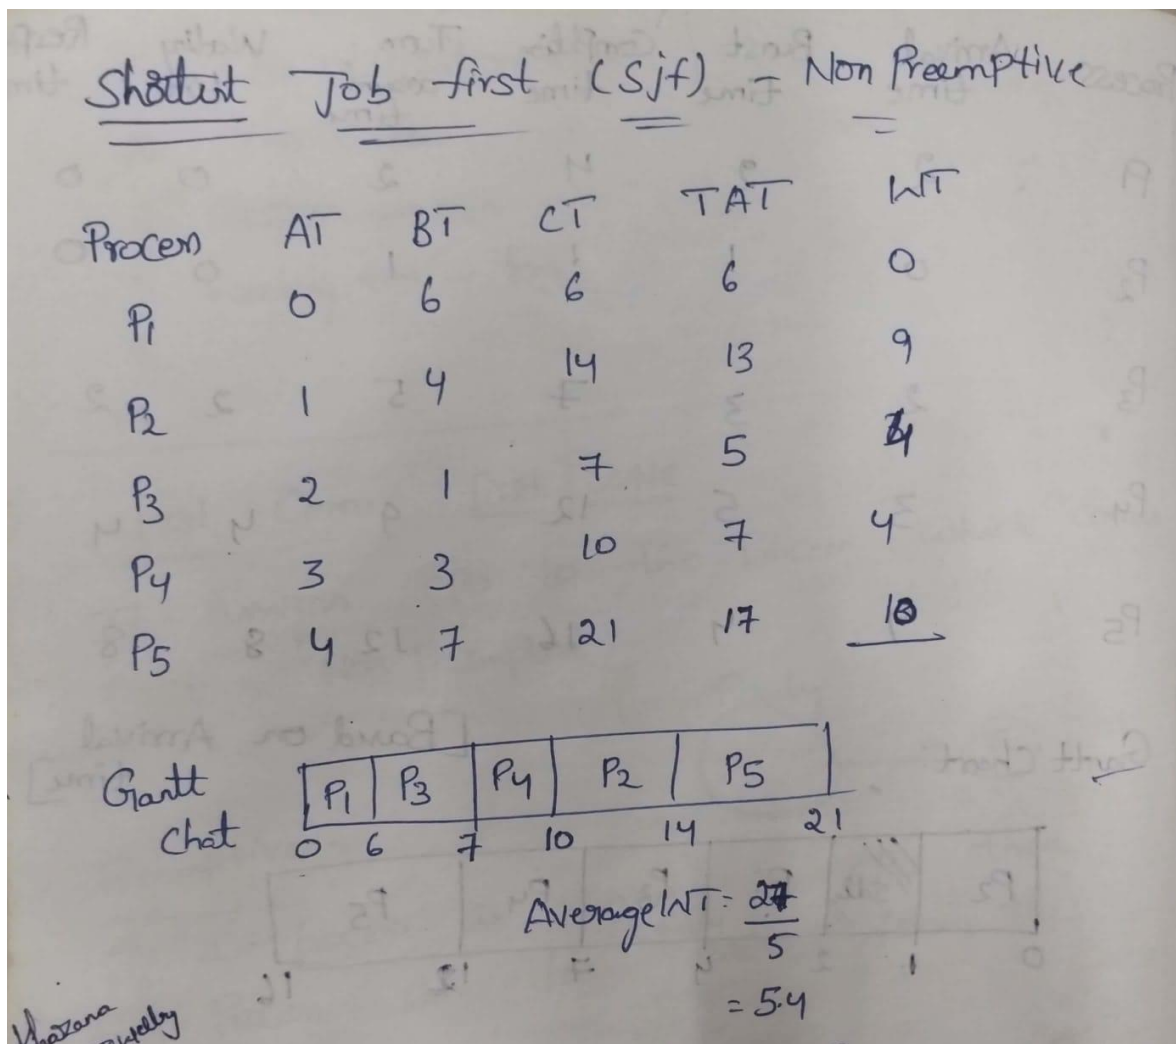 Shortest Job first (Sjf) - Non Preemptive
Process AT BT CT TAT WT
P1 0 6 6 6 0
P2 1 4 14 13 9
P3 2 1 7 5 4
P4 3 3 10 7 4
P5 4 7 21 17 10
Gantt Chat
P1 P3 P4 P2 P5
0 6 7 10 14 21
Average WT = 27
5
= 5.4
Khazana